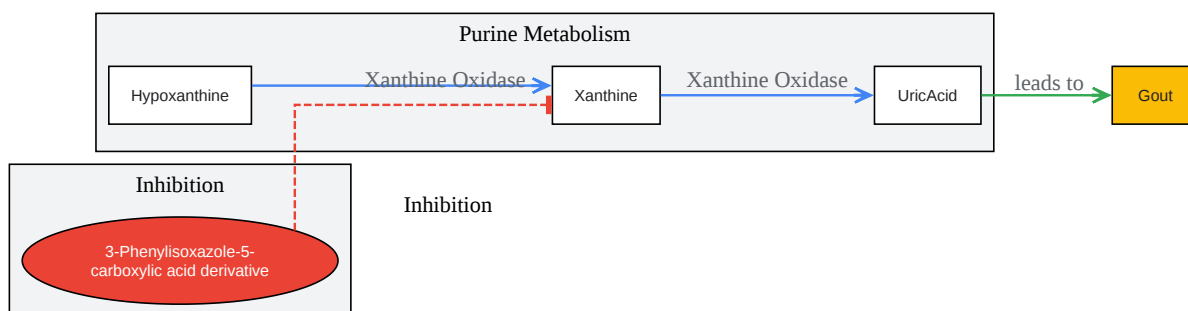 Purine Metabolism
Hypoxanthine
Xanthine Oxidase
Xanthine
Xanthine Oxidase
UricAcid
leads to
Gout
Inhibition
Inhibition
3-Phenylisoxazole-5-
carboxylic acid derivative